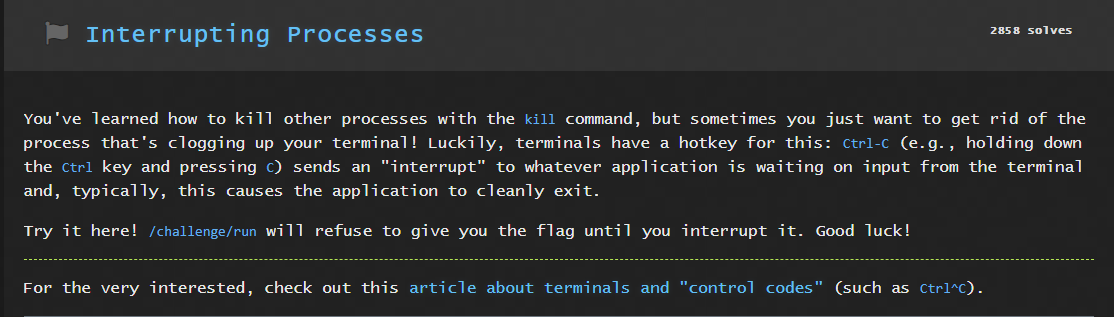 Interrupting Processes
2858 solves
You've learned how to kill other processes with the kill command, but sometimes you just want to get rid of the
process that's clogging up your terminal! Luckily, terminals have a hotkey for this: Ctrl-C (e.g., holding down
the Ctrl key and pressing C) sends an "interrupt" to whatever application is waiting on input from the terminal
and, typically, this causes the application to cleanly exit.
Try it here! /challenge/run will refuse to give you the flag until you interrupt it. Good luck!
For the very interested, check out this article about terminals and "control codes" (such as Ctrl^C).